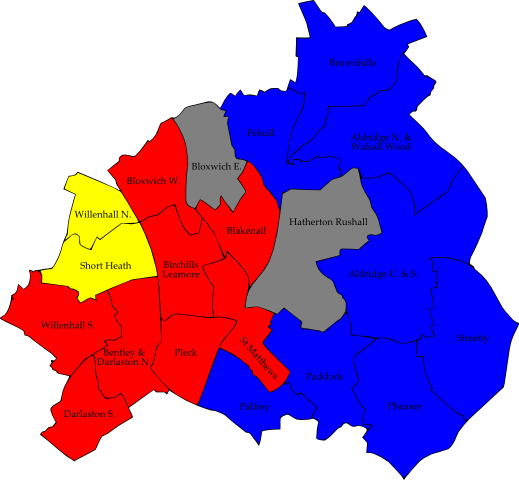 Brownhills
Pelsall
Aldridge N. &
Walsall Wood
Bloxwich E.
Bloxwich W.
Willenhall N.
Hatherton Rushall
Blakenall
Short Heath
Birchills
Leamore
Aldridge C. & S.
Willenhall S.
Streetly
Bentley &
Darlaston N.
Pleck
St Matthews
Paddock
Palfrey
Pheasey
Darlaston S.